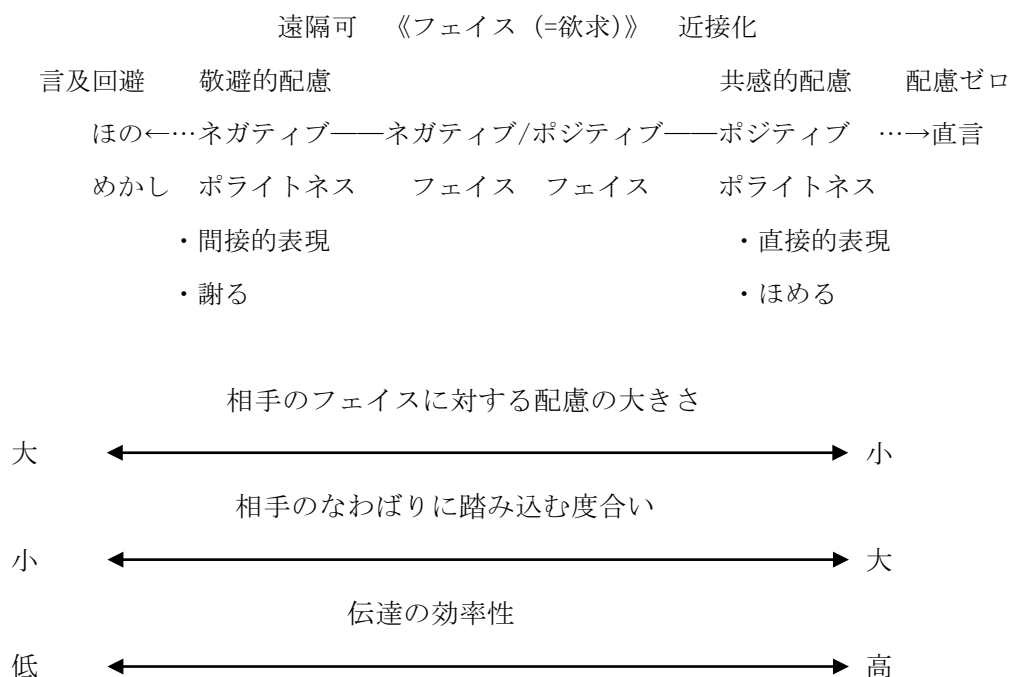 遠隔可 《フェイス (=欲求)》 近接化
言及回避 敬避的配慮 共感的配慮 配慮ゼロ
ほの←…ネガティブ――ネガティブ/ポジティブ――ポジティブ …→直言
めかし ポライトネス フェイス フェイス ポライトネス
・間接的表現 ・直接的表現
・謝る ・ほめる
相手のフェイスに対する配慮の大きさ
大 小
相手のなわばりに踏み込む度合い
小 大
伝達の効率性
低 高